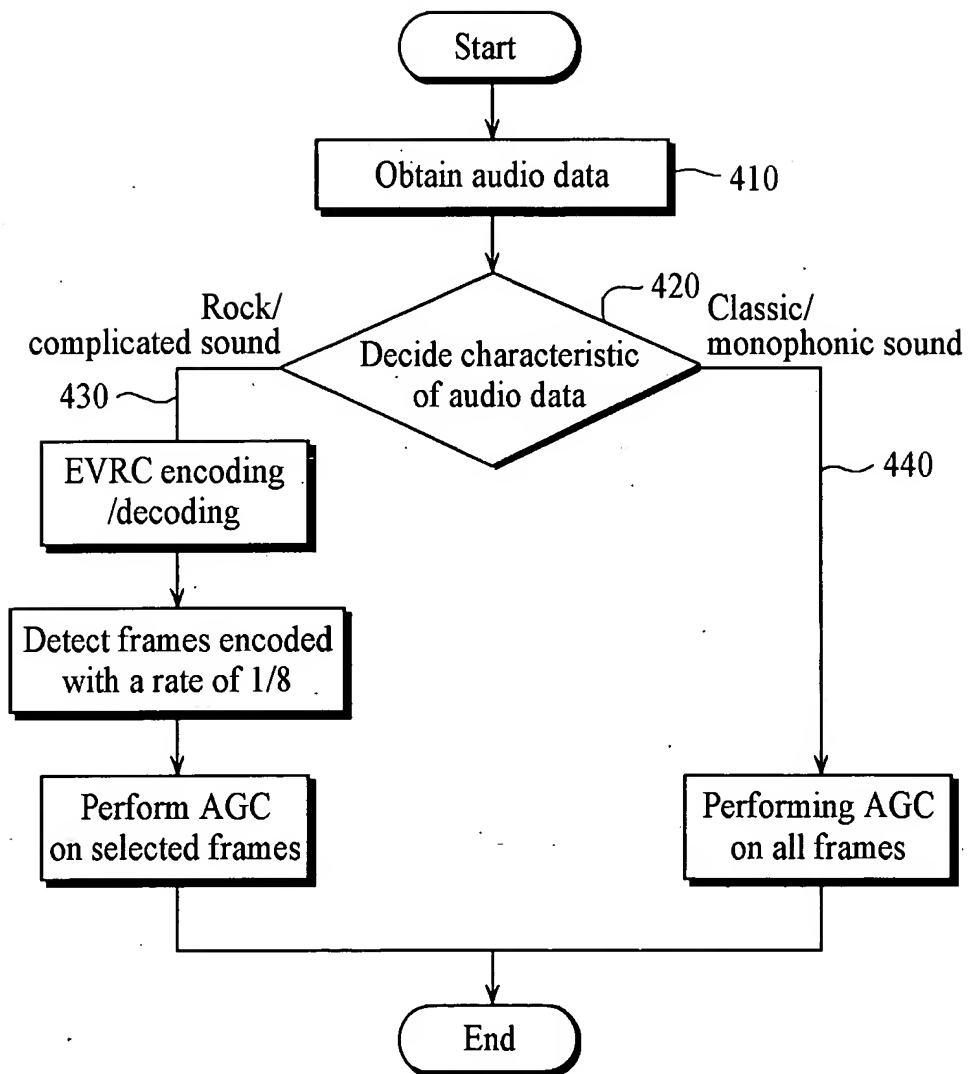 Start
Obtain audio data
410
420
Rock/
complicated sound
Classic/
monophonic sound
Decide characteristic
of audio data
430
440
EVRC encoding
/decoding
Detect frames encoded
with a rate of 1/8
Perform AGC
on selected frames
Performing AGC
on all frames
End